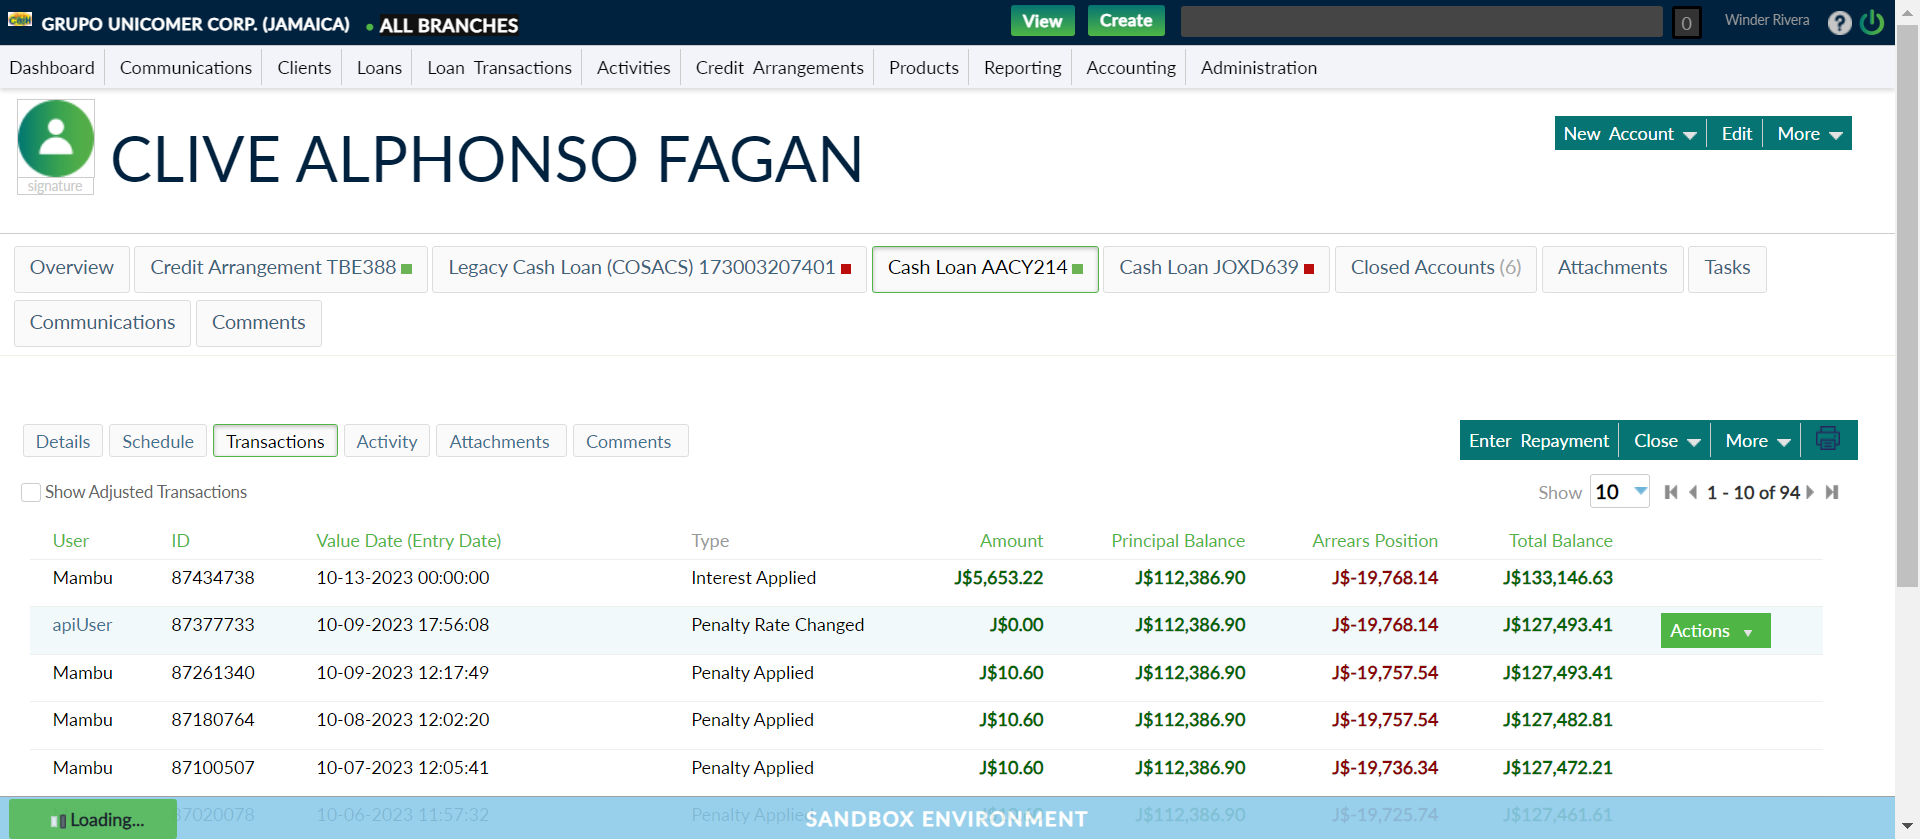 Cash GRUPO UNICOMER CORP. (JAMAICA) • ALL BRANCHES View Create 0 Winder Rivera ?
Dashboard Communications Clients Loans Loan Transactions Activities Credit Arrangements Products Reporting Accounting Administration
CLIVE ALPHONSO FAGAN
signature
New Account Edit More
Overview Credit Arrangement TBE388 Legacy Cash Loan (COSACS) 173003207401 Cash Loan AACY214 Cash Loan JOXD639 Closed Accounts (6) Attachments Tasks
Communications Comments
Details Schedule Transactions Activity Attachments Comments Enter Repayment Close More
Show Adjusted Transactions Show 10 1 - 10 of 94
User ID Value Date (Entry Date) Type Amount Principal Balance Arrears Position Total Balance
Mambu 87434738 10-13-2023 00:00:00 Interest Applied J$5,653.22 J$112,386.90 J$-19,768.14 J$133,146.63
apiUser 87377733 10-09-2023 17:56:08 Penalty Rate Changed J$0.00 J$112,386.90 J$-19,768.14 J$127,493.41 Actions
Mambu 87261340 10-09-2023 12:17:49 Penalty Applied J$10.60 J$112,386.90 J$-19,757.54 J$127,493.41
Mambu 87180764 10-08-2023 12:02:20 Penalty Applied J$10.60 J$112,386.90 J$-19,757.54 J$127,482.81
Mambu 87100507 10-07-2023 12:05:41 Penalty Applied J$10.60 J$112,386.90 J$-19,736.34 J$127,472.21
Loading... 87020078 10-06-2023 11:57:32 Penalty Applied SANDBOX ENVIRONMENT J$112,386.90 J$-19,725.74 J$127,461.61